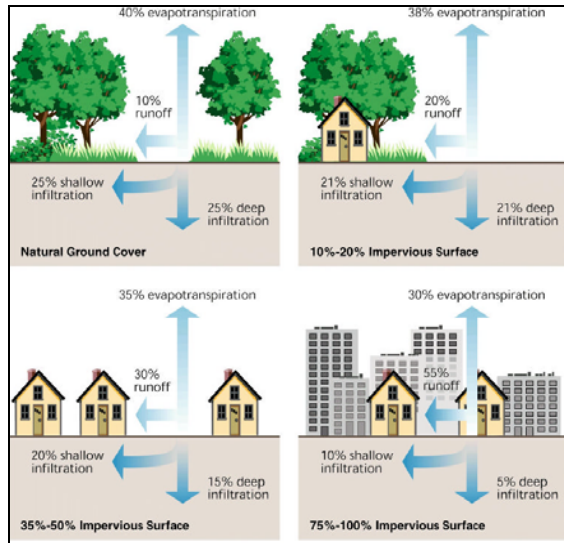 40% evapotranspiration
10%
runoff
25% shallow
infiltration
25% deep
infiltration
Natural Ground Cover
38% evapotranspiration
20%
runoff
21% shallow
infiltration
21% deep
infiltration
10%-20% Impervious Surface
35% evapotranspiration
30%
runoff
20% shallow
infiltration
15% deep
infiltration
35%-50% Impervious Surface
30% evapotranspiration
55%
runoff
10% shallow
infiltration
5% deep
infiltration
75%-100% Impervious Surface